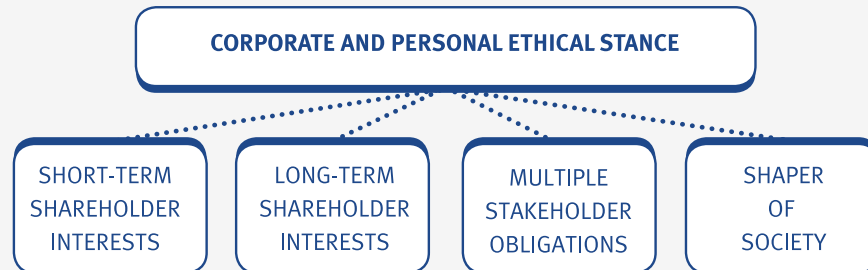 CORPORATE AND PERSONAL ETHICAL STANCE
SHORT-TERM
SHAREHOLDER
INTERESTS
LONG-TERM
SHAREHOLDER
INTERESTS
MULTIPLE
STAKEHOLDER
OBLIGATIONS
SHAPER
OF
SOCIETY